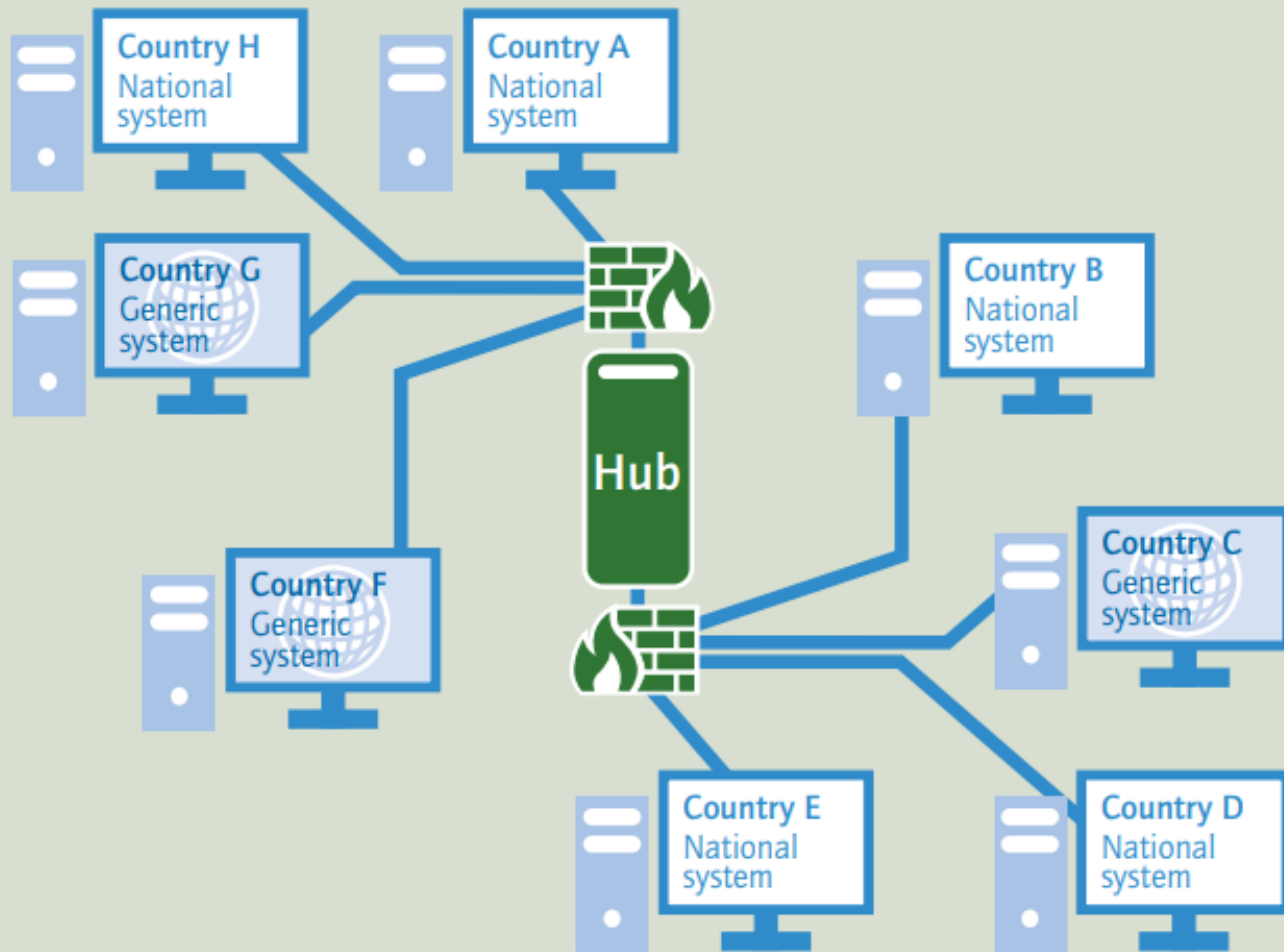 Country H
National
system
Country A
National
system
Country G
Generic
system
Country B
National
system
Hub
Country C
Generic
system
Country F
Generic
system
Country E
National
system
Country D
National
system